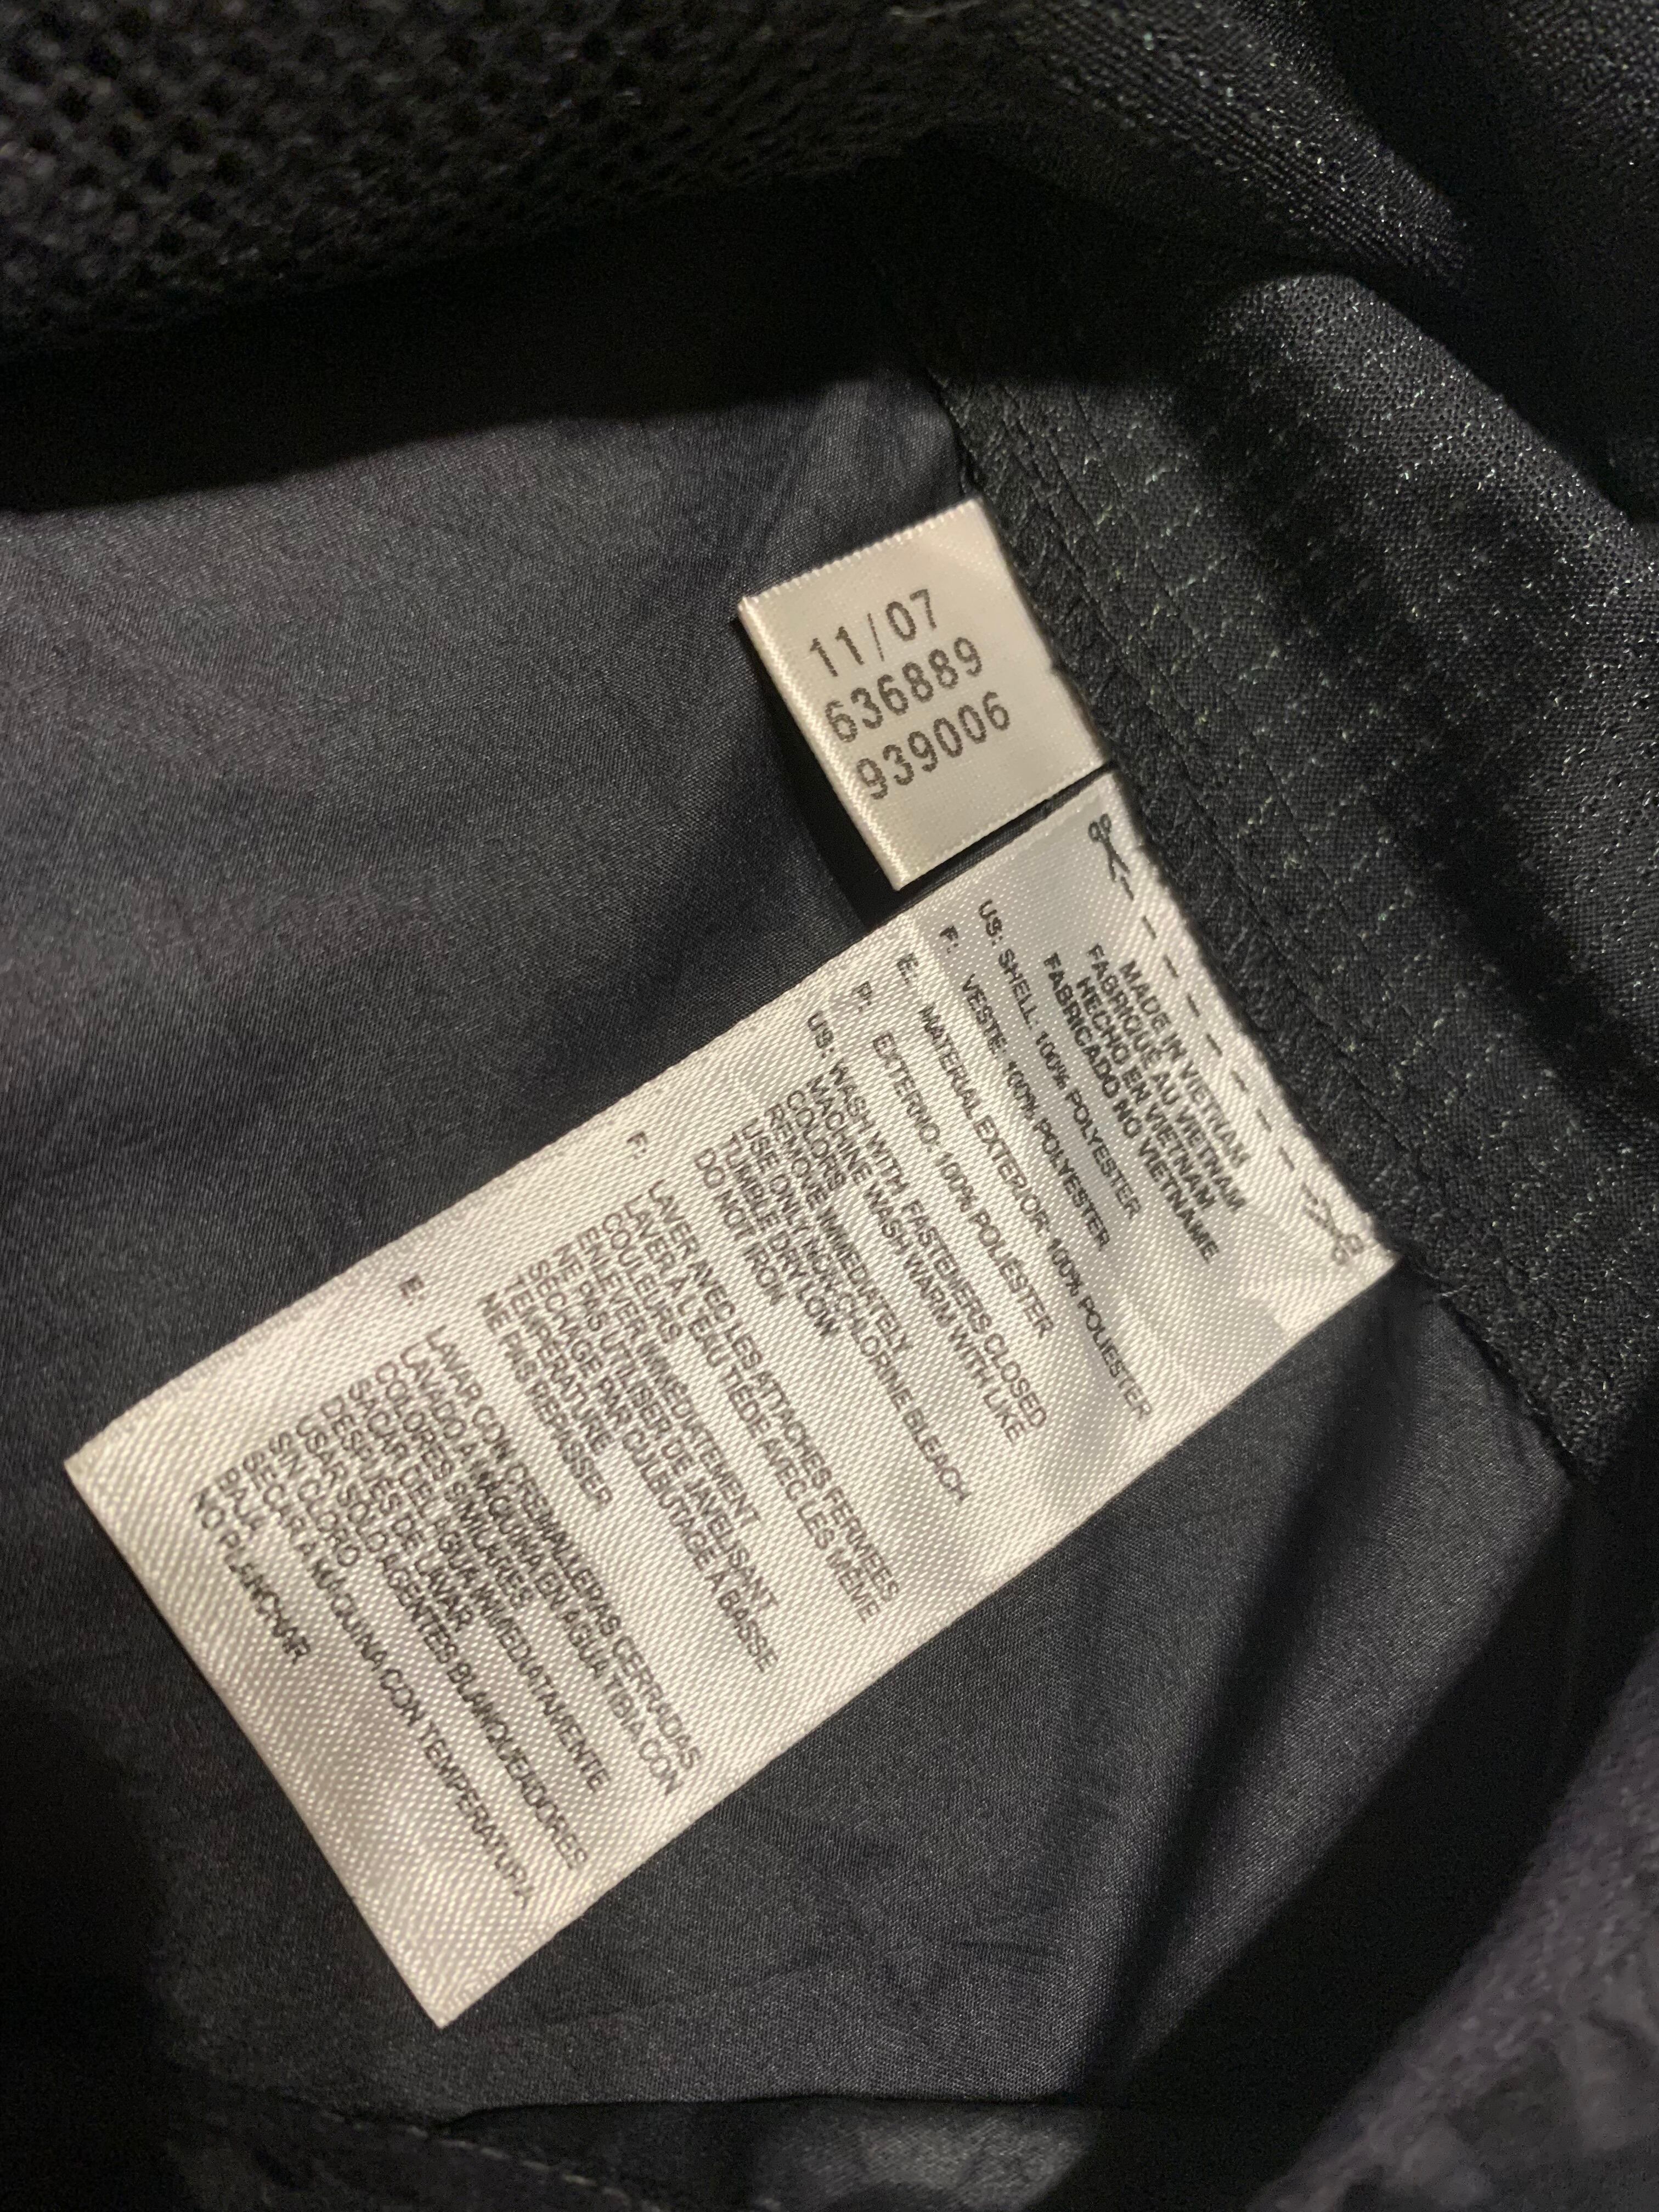 11/07
636889
939006
MADE IN VIETNAM
FABRIQUÉ AU VIETNAM
HECHO EN VIETNAM
FABRICADO NO VIETNAME
US: SHELL: 100% POLYESTER
F: VESTE: 100% POLYESTER
E: MATERIAL EXTERIOR: 100% POLIÉSTER
P: EXTERNO: 100% POLIÉSTER
US: WASH WITH FASTENERS CLOSED
MACHINE WASH WARM WITH LIKE
COLORS
REMOVE IMMEDIATELY
USE ONLY NON-CHLORINE BLEACH
TUMBLE DRY LOW
DO NOT IRON
F: LAVER AVEC LES ATTACHES FERMÉES
LAVER À L'EAU TIÈDE AVEC LES MÊME
COULEURS
ENLEVER IMMÉDIATEMENT
NE PAS UTILISER DE JAVELISANT
SÉCHAGE PAR CULBUTAGE À BASSE
TEMPÉRATURE
NE PAS REPASSER
E: LAVAR CON CREMALLERAS CERRADAS
LAVADO A MÁQUINA EN AGUA TIBIA CON
COLORES SIMILARES
SACAR DEL AGUA INMEDIATAMENTE
DESPUÉS DE LAVAR
USAR SOLO AGENTES BLANQUEADORES
SIN CLORO
SECAR A MAQUINA CON TEMPERATURA
BAJA
NO PLANCHAR